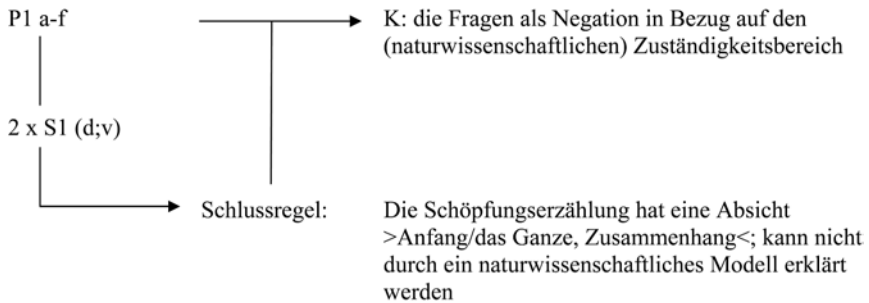 P1 a-f
K: die Fragen als Negation in Bezug auf den
(naturwissenschaftlichen) Zuständigkeitsbereich
2 x S1 (d;v)
Schlussregel:
Die Schöpfungserzählung hat eine Absicht
>Anfang/das Ganze, Zusammenhang<; kann nicht
durch ein naturwissenschaftliches Modell erklärt
werden